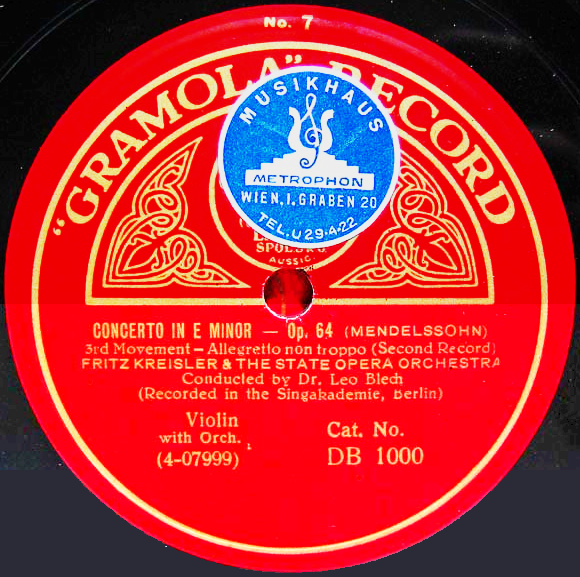 No. 7
"GRAMOLA" RECORD
MUSIKHAUS
METROPHON
WIEN, I. GRABEN 20
TEL. U 29-4-22
AUSSIG
CONCERTO IN E MINOR — Op. 64 (MENDELSSOHN)
3rd Movement — Allegretto non troppo (Second Record)
FRITZ KREISLER & THE STATE OPERA ORCHESTRA
Conducted by Dr. Leo Blech
(Recorded in the Singakademie, Berlin)
Violin
with Orch.
(4-07999)
Cat. No.
DB 1000